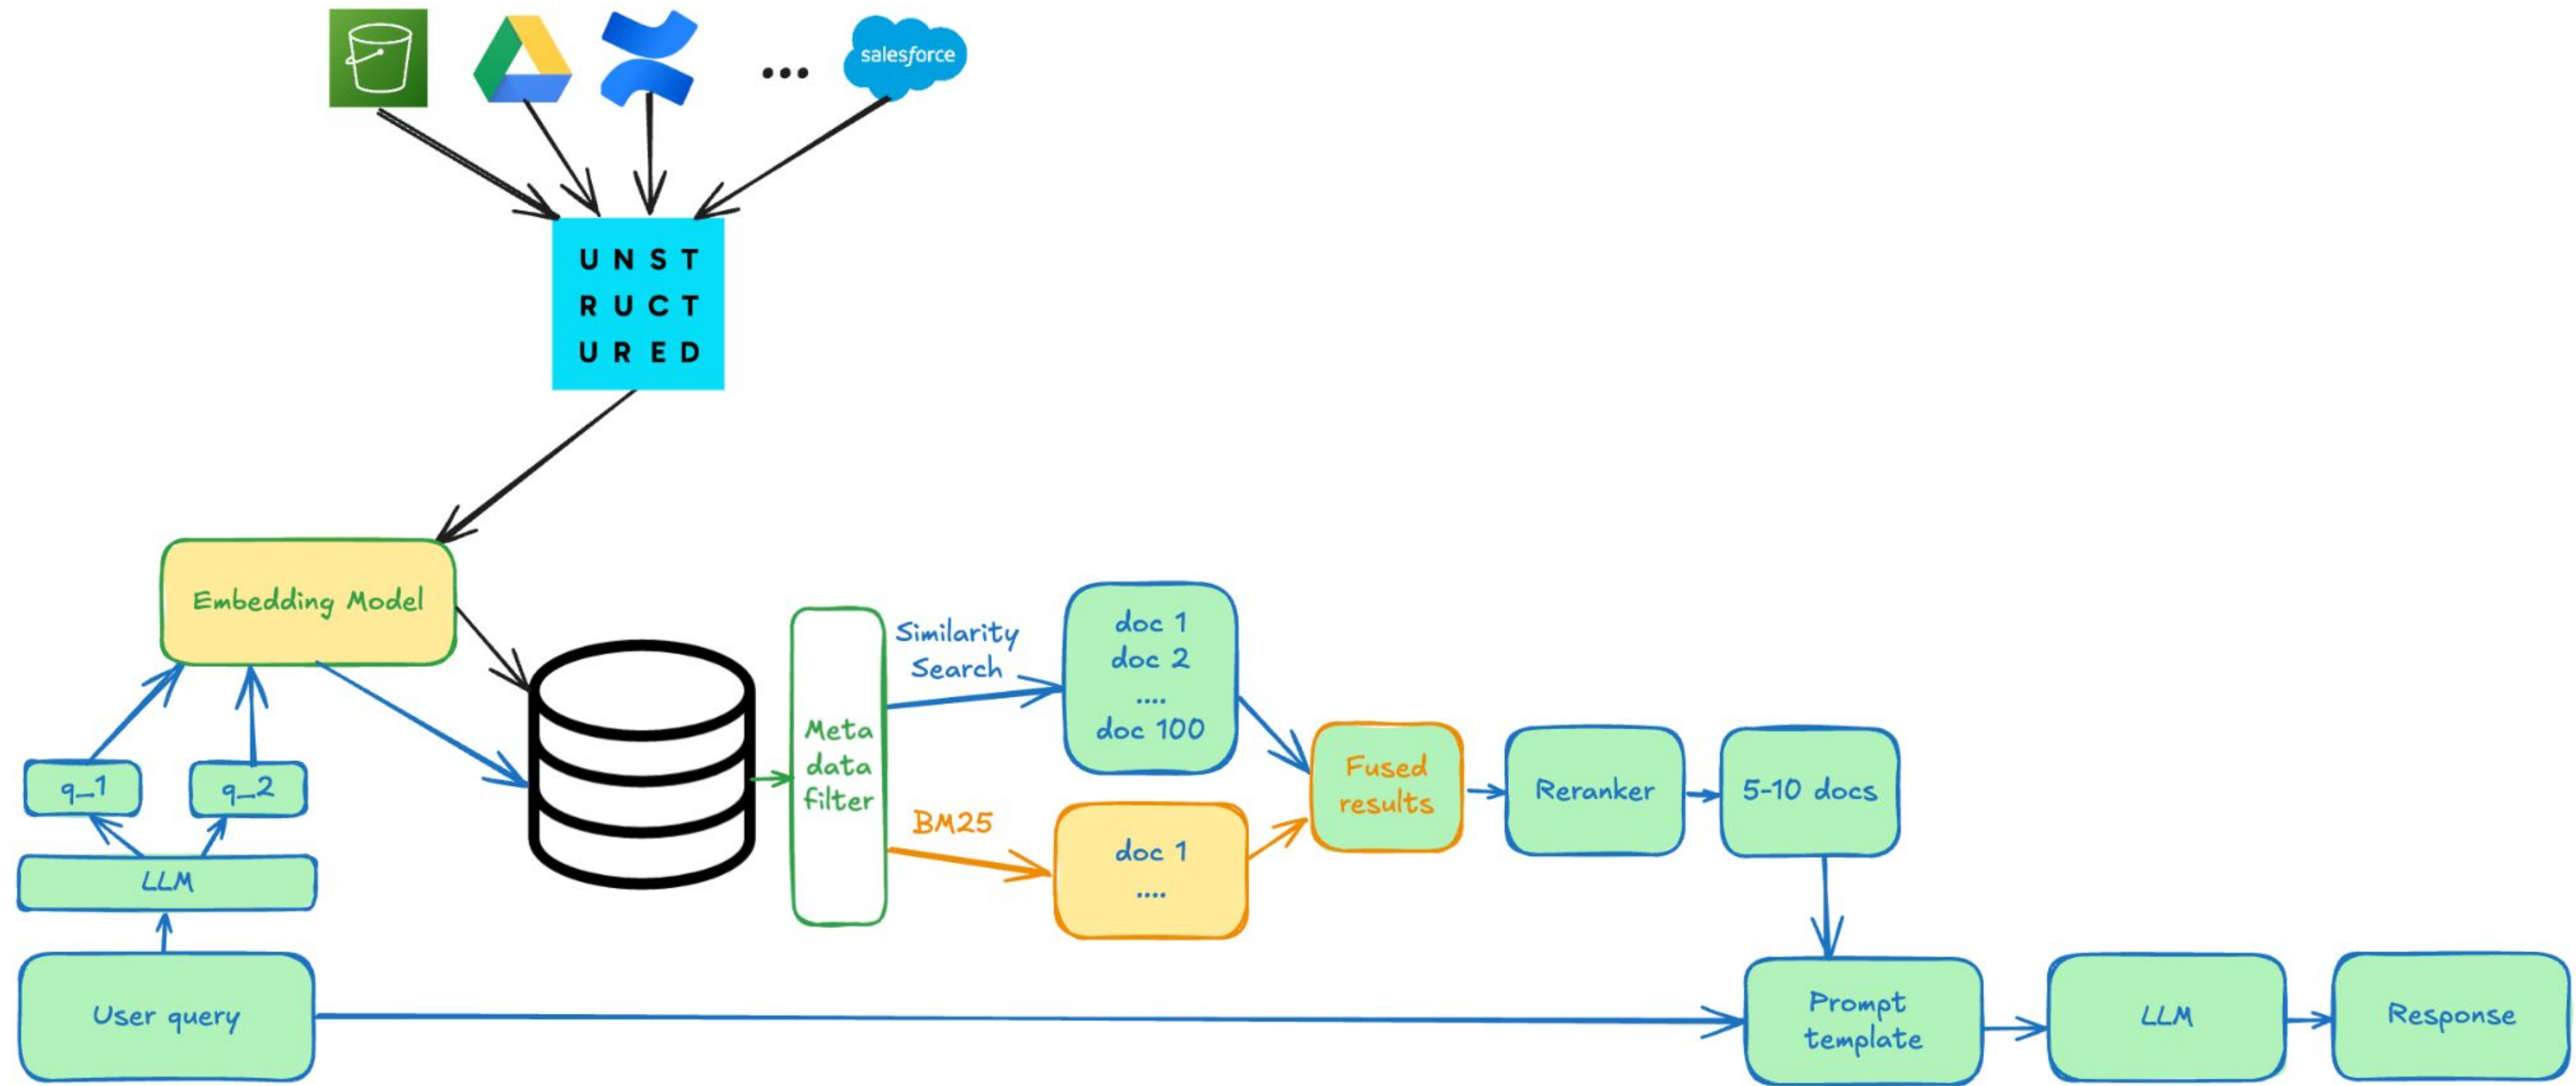 salesforce
UNST
RUCT
URED
Embedding Model
q_1
q_2
LLM
User query
Meta
data
filter
Similarity
Search
BM25
doc 1
doc 2
....
doc 100
doc 1
....
Fused
results
Reranker
5-10 docs
Prompt
template
LLM
Response